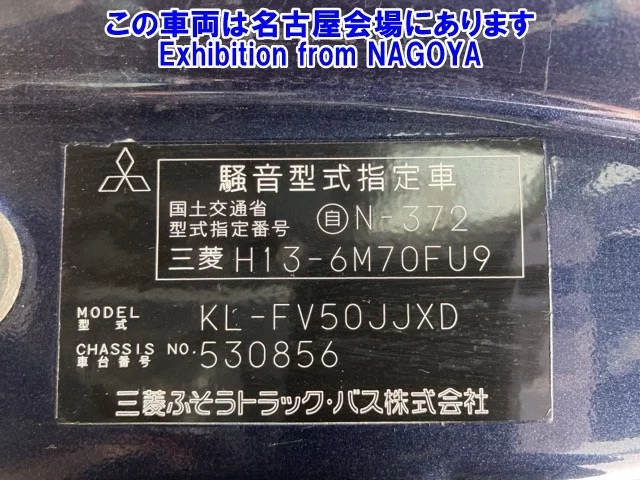 この車両は名古屋会場にあります
Exhibition from NAGOYA
騒音型式指定車
国土交通省
型式指定番号 自N-372
三菱 H13-6M70FU9
MODEL
型式 KL-FV50JJXD
CHASSIS NO.
車台番号 530856
三菱ふそうトラック・バス株式会社